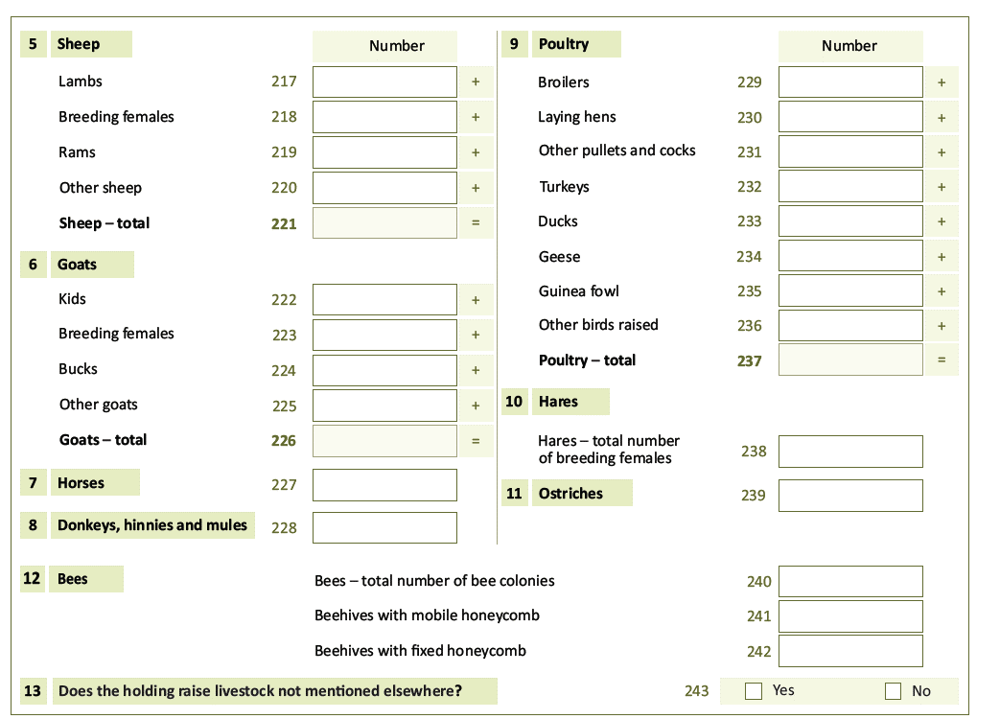 5 Sheep Number
Lambs 217 +
Breeding females 218 +
Rams 219 +
Other sheep 220 +
Sheep – total 221 =
6 Goats
Kids 222 +
Breeding females 223 +
Bucks 224 +
Other goats 225 +
Goats – total 226 =
7 Horses 227
8 Donkeys, hinnies and mules 228
9 Poultry Number
Broilers 229 +
Laying hens 230 +
Other pullets and cocks 231 +
Turkeys 232 +
Ducks 233 +
Geese 234 +
Guinea fowl 235 +
Other birds raised 236 +
Poultry – total 237 =
10 Hares
Hares – total number
of breeding females 238
11 Ostriches 239
12 Bees Bees – total number of bee colonies 240
Beehives with mobile honeycomb 241
Beehives with fixed honeycomb 242
13 Does the holding raise livestock not mentioned elsewhere? 243 Yes No